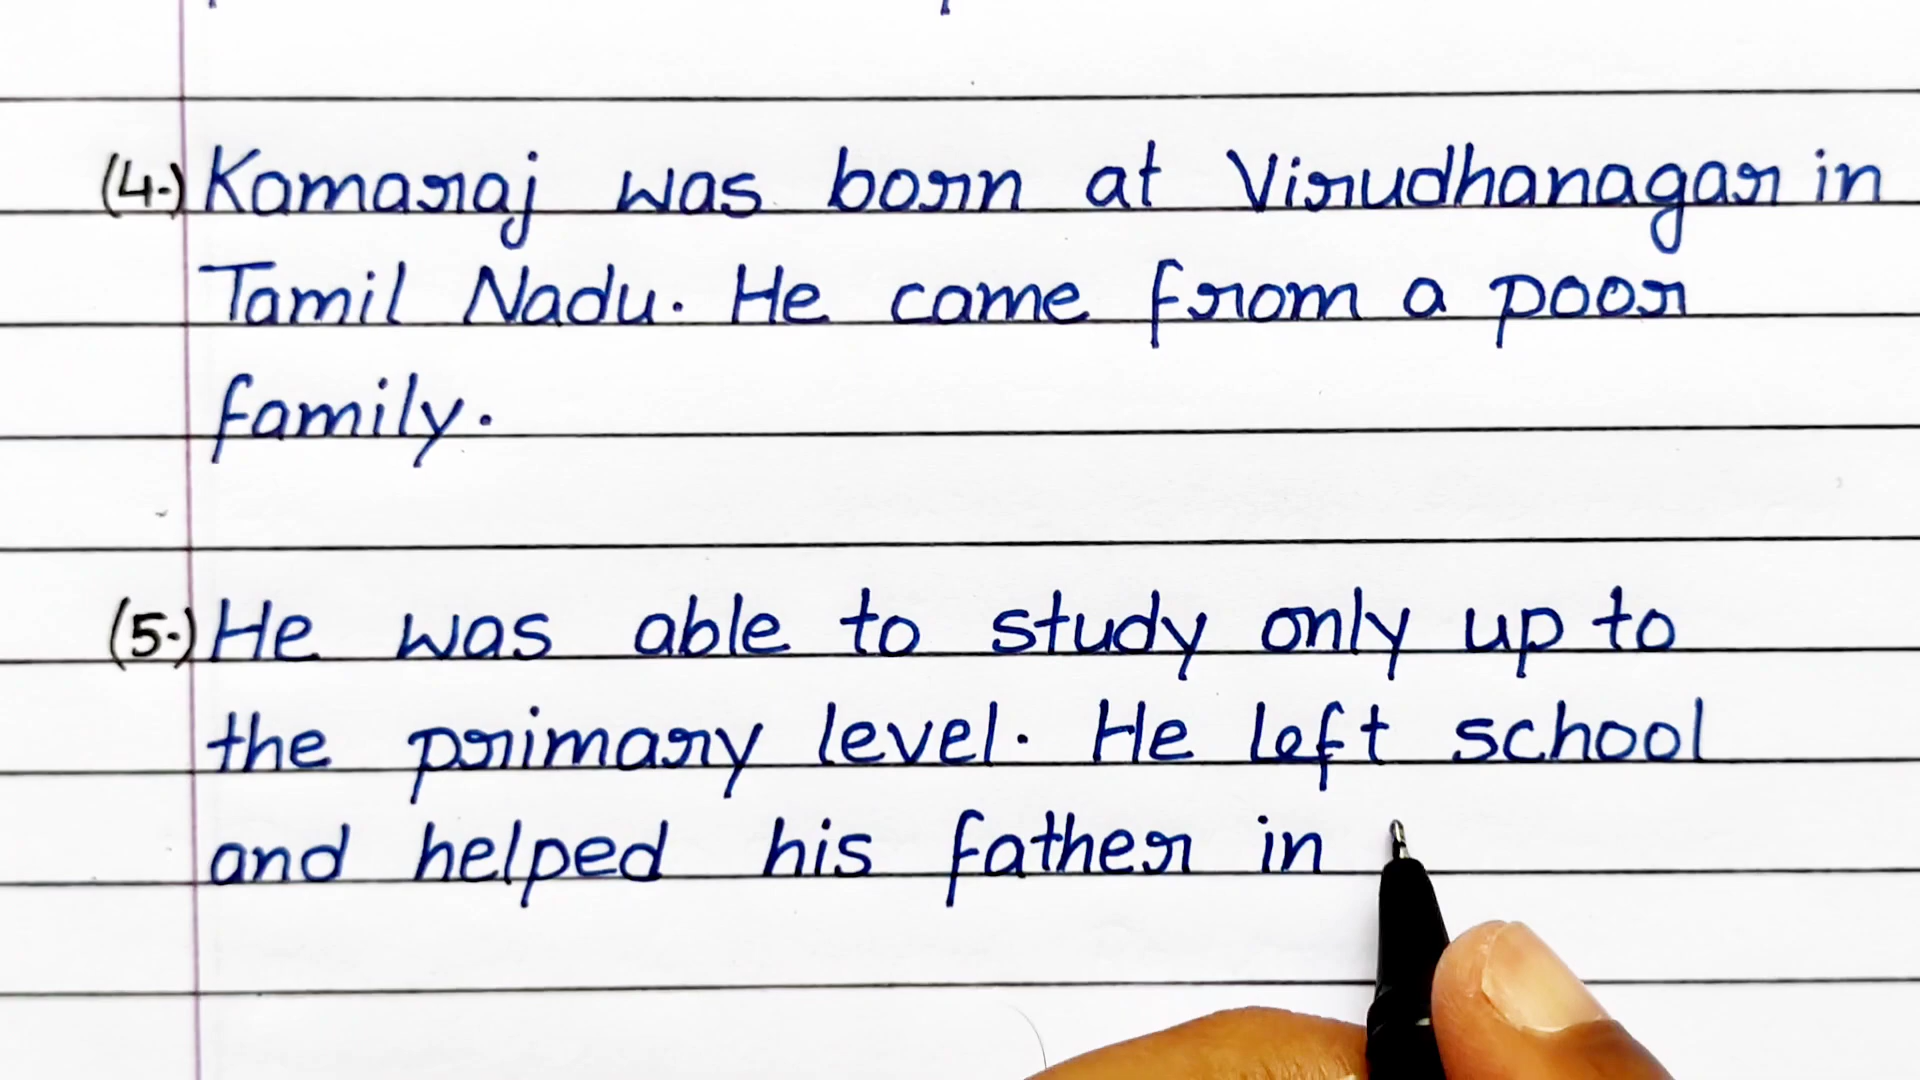 (4.) Kamaraj was born at Virudhanagar in
Tamil Nadu. He came from a poor
family.
(5.) He was able to study only up to
the primary level. He left school
and helped his father in